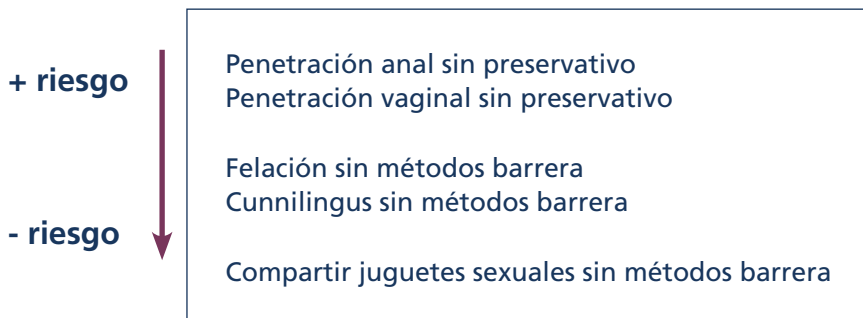 + riesgo
- riesgo
Penetración anal sin preservativo
Penetración vaginal sin preservativo
Felación sin métodos barrera
Cunnilingus sin métodos barrera
Compartir juguetes sexuales sin métodos barrera